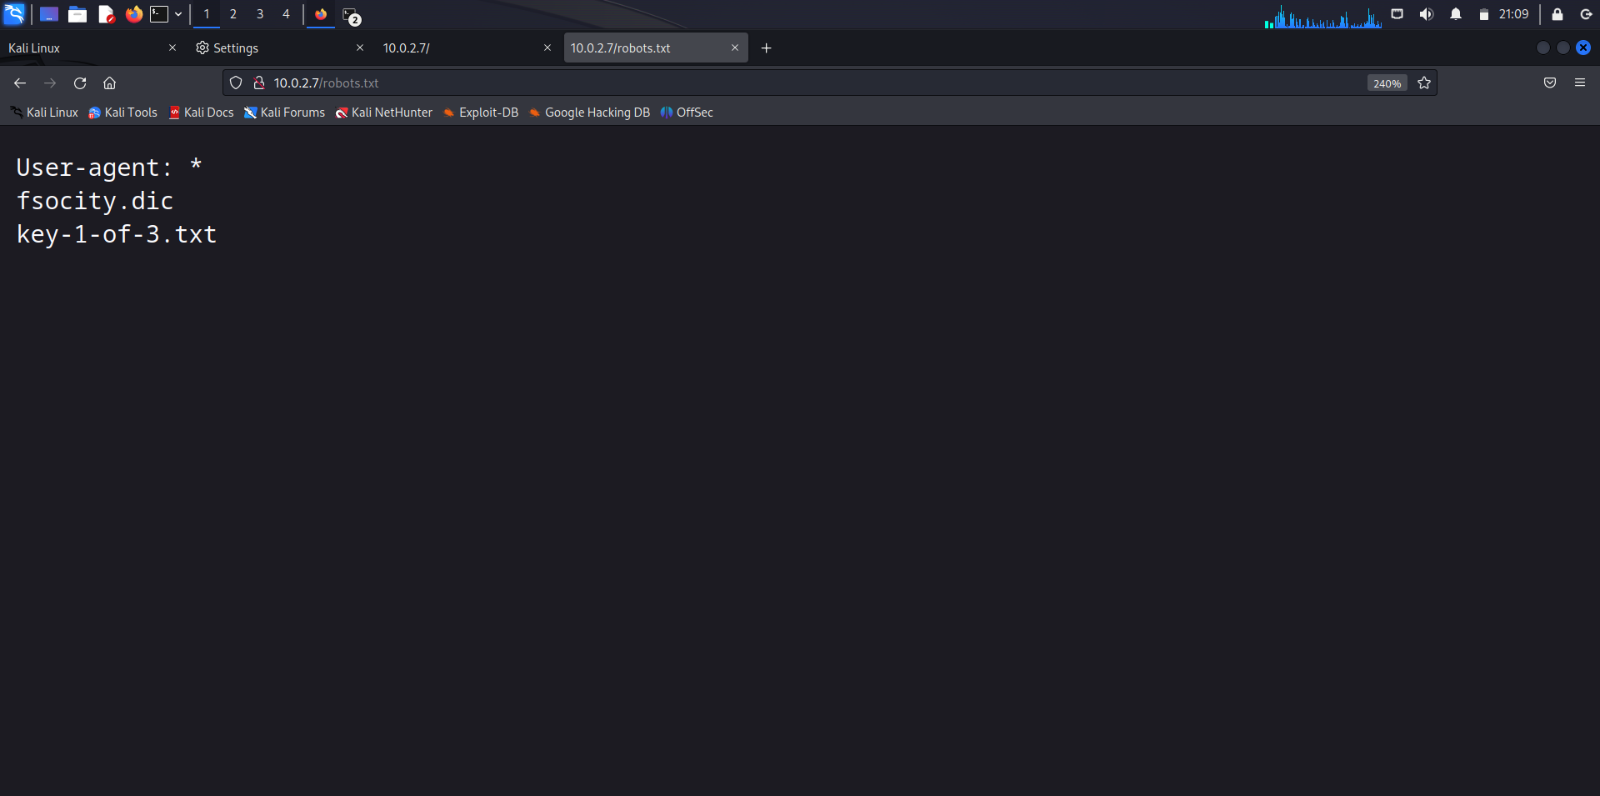 1 2 3 4 2 21:09
Kali Linux Settings 10.0.2.7/ 10.0.2.7/robots.txt
10.0.2.7/robots.txt 240%
Kali Linux Kali Tools Kali Docs Kali Forums Kali NetHunter Exploit-DB Google Hacking DB OffSec
User-agent: *
fsocity.dic
key-1-of-3.txt